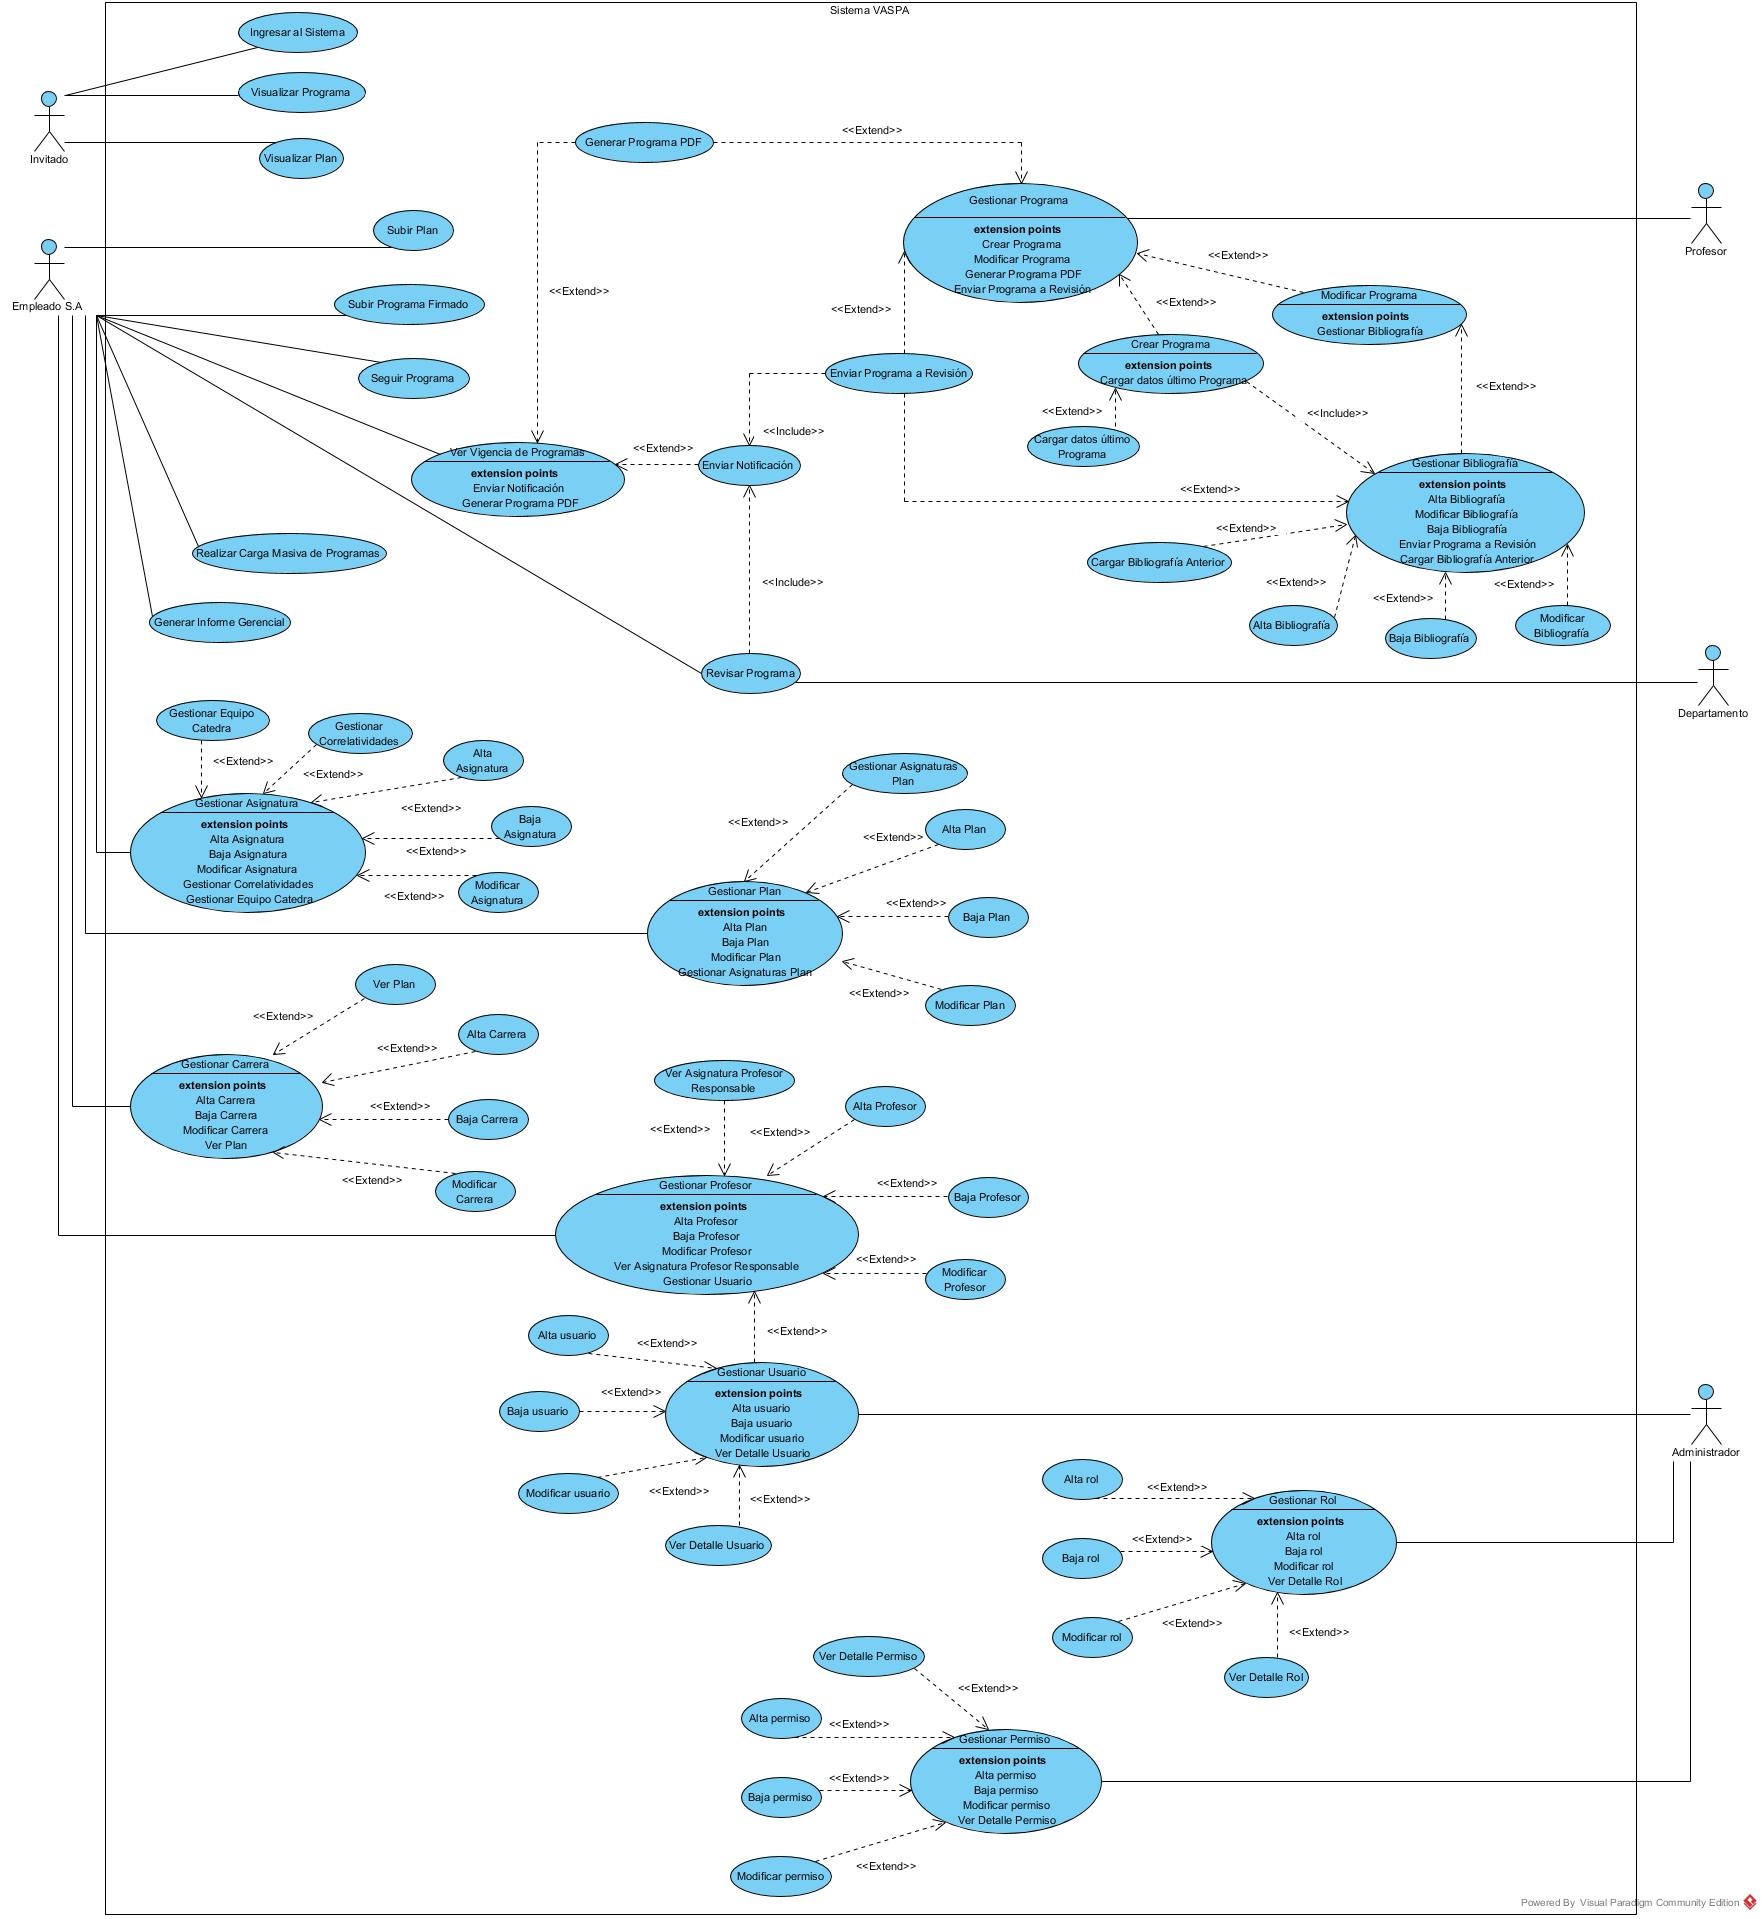 Sistema VASPA
Ingresar al Sistema
Visualizar Programa
Visualizar Plan
Invitado
Subir Plan
Empleado S.A
Subir Programa Firmado
Seguir Programa
Generar Programa PDF
<<Extend>>
<<Extend>>
Gestionar Programa
extension points
Crear Programa
Modificar Programa
Generar Programa PDF
Enviar Programa a Revisión
Profesor
<<Extend>>
Modificar Programa
extension points
Gestionar Bibliografía
<<Extend>>
<<Extend>>
Crear Programa
extension points
Cargar datos último Programa
Enviar Programa a Revisión
<<Extend>>
<<Extend>>
<<Include>>
Cargar datos último
Programa
<<Include>>
Ver Vigencia de Programas
extension points
Enviar Notificación
Generar Programa PDF
<<Extend>>
Enviar Notificación
Gestionar Bibliografía
extension points
Alta Bibliografía
Modificar Bibliografía
Baja Bibliografía
Enviar Programa a Revisión
Cargar Bibliografía Anterior
<<Extend>>
<<Extend>>
Cargar Bibliografía Anterior
<<Extend>>
<<Extend>>
<<Extend>>
Alta Bibliografía
Baja Bibliografía
Modificar
Bibliografía
Realizar Carga Masiva de Programas
<<Include>>
Generar Informe Gerencial
Revisar Programa
Departamento
Gestionar Equipo
Catedra
Gestionar
Correlatividades
Alta
Asignatura
<<Extend>>
<<Extend>>
<<Extend>>
Baja
Asignatura
<<Extend>>
Modificar
Asignatura
<<Extend>>
Gestionar Asignatura
extension points
Alta Asignatura
Baja Asignatura
Modificar Asignatura
Gestionar Correlatividades
Gestionar Equipo Catedra
Gestionar Asignaturas
Plan
<<Extend>>
Alta Plan
<<Extend>>
Gestionar Plan
extension points
Alta Plan
Baja Plan
Modificar Plan
Gestionar Asignaturas Plan
<<Extend>>
Baja Plan
<<Extend>>
Modificar Plan
Ver Plan
<<Extend>>
Alta Carrera
<<Extend>>
Gestionar Carrera
extension points
Alta Carrera
Baja Carrera
Modificar Carrera
Ver Plan
<<Extend>>
Baja Carrera
<<Extend>>
Modificar
Carrera
Ver Asignatura Profesor
Responsable
Alta Profesor
<<Extend>>
<<Extend>>
Gestionar Profesor
extension points
Alta Profesor
Baja Profesor
Modificar Profesor
Ver Asignatura Profesor Responsable
Gestionar Usuario
<<Extend>>
Baja Profesor
<<Extend>>
Modificar
Profesor
<<Extend>>
Alta usuario
<<Extend>>
Baja usuario
<<Extend>>
Gestionar Usuario
extension points
Alta usuario
Baja usuario
Modificar usuario
Ver Detalle Usuario
Modificar usuario
<<Extend>>
<<Extend>>
Ver Detalle Usuario
Administrador
Alta rol
<<Extend>>
Baja rol
<<Extend>>
Gestionar Rol
extension points
Alta rol
Baja rol
Modificar rol
Ver Detalle Rol
Modificar rol
<<Extend>>
<<Extend>>
Ver Detalle Rol
Ver Detalle Permiso
<<Extend>>
Alta permiso
<<Extend>>
Gestionar Permiso
extension points
Alta permiso
Baja permiso
Modificar permiso
Ver Detalle Permiso
Baja permiso
<<Extend>>
Modificar permiso
<<Extend>>
Powered By Visual Paradigm Community Edition